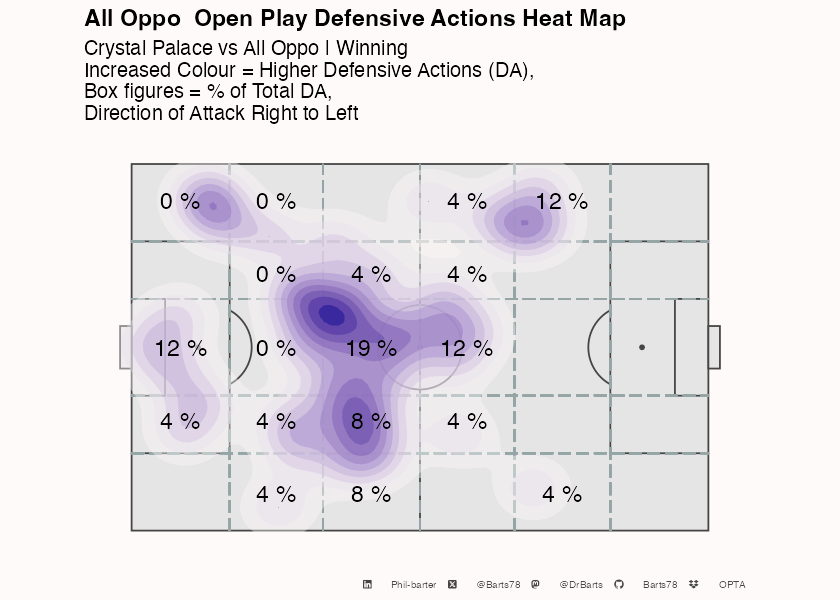 All Oppo  Open Play Defensive Actions Heat Map
Crystal Palace vs All Oppo | Winning
Increased Colour = Higher Defensive Actions (DA),
Box figures = % of Total DA,
Direction of Attack Right to Left
0 % 0 % 4 % 12 %
0 % 4 % 4 %
12 % 0 % 19 % 12 %
4 % 4 % 8 % 4 %
4 % 8 % 4 %
Phil-barter @Barts78 @DrBarts Barts78 OPTA